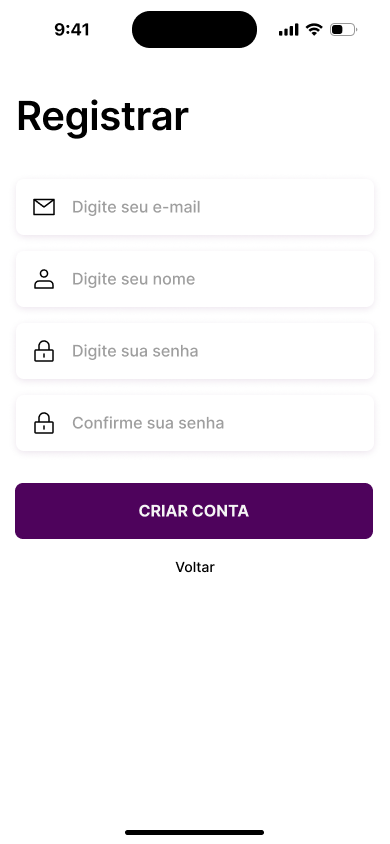 9:41
Registrar
Digite seu e-mail
Digite seu nome
Digite sua senha
Confirme sua senha
CRIAR CONTA
Voltar